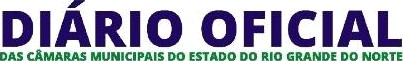 DIÁRIO OFICIAL
DAS CÂMARAS MUNICIPAIS DO ESTADO DO RIO GRANDE DO NORTE